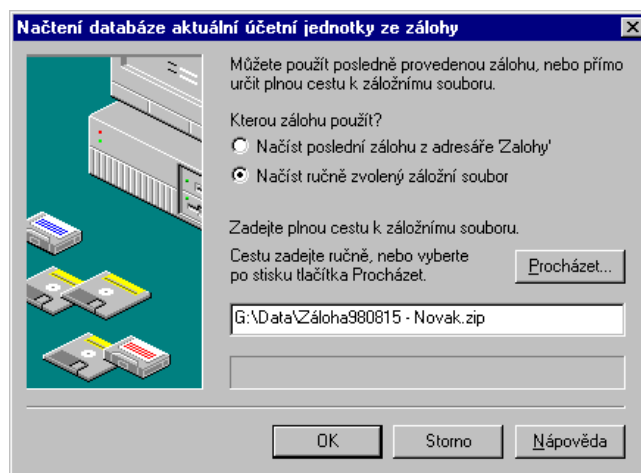 Načtení databáze aktuální účetní jednotky ze zálohy
Můžete použít posledně provedenou zálohu, nebo přímo
určit plnou cestu k záložnímu souboru.
Kterou zálohu použít?
Načíst poslední zálohu z adresáře 'Zalohy'
Načíst ručně zvolený záložní soubor
Zadejte plnou cestu k záložnímu souboru.
Cestu zadejte ručně, nebo vyberte
po stisku tlačítka Procházet.
Procházet...
G:\Data\Záloha980815 - Novak.zip
OK
Storno
Nápověda